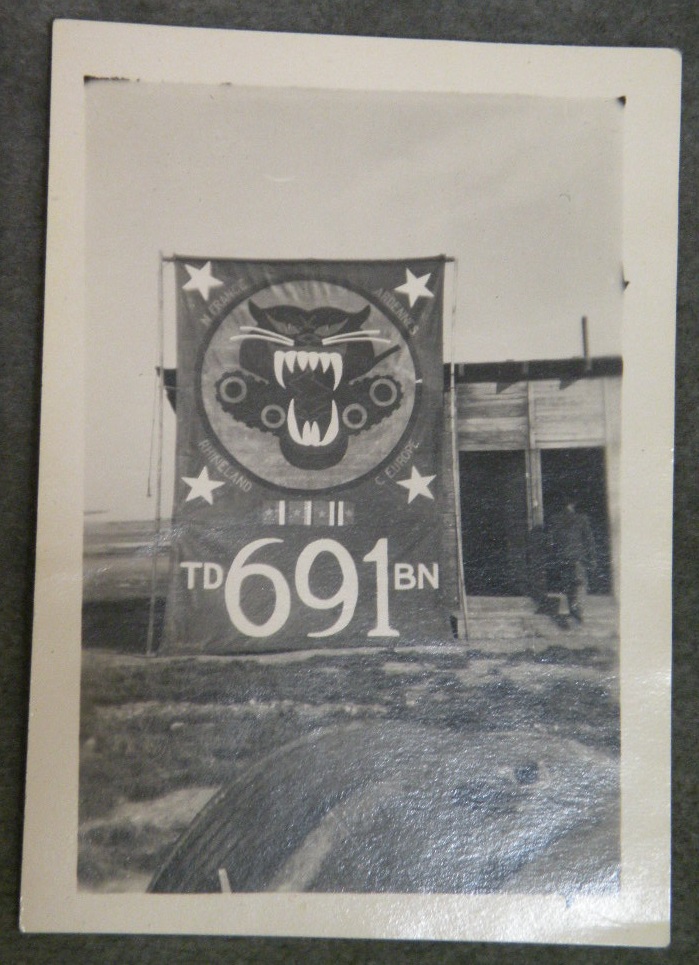 N. FRANCE
ARDENNES
RHINELAND
C. EUROPE
TD 691 BN